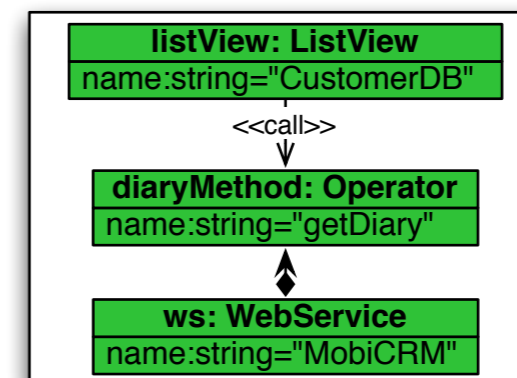 listView: ListView
name:string="CustomerDB"
<<call>>
diaryMethod: Operator
name:string="getDiary"
ws: WebService
name:string="MobiCRM"